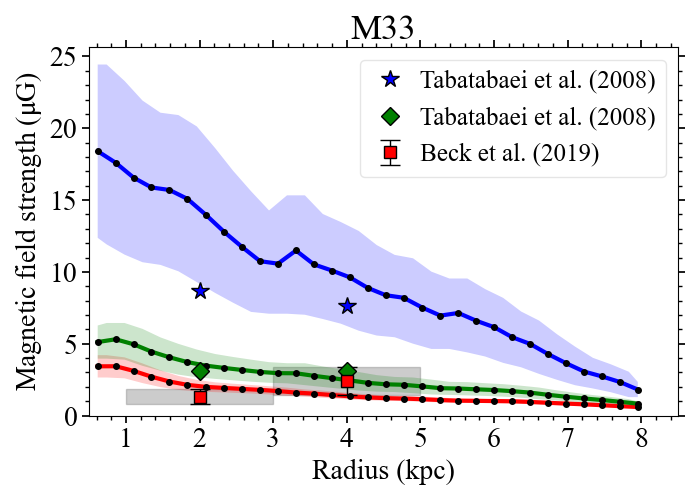 M33
Magnetic field strength (μG)
25
20
15
10
5
0
Tabatabaei et al. (2008)
Tabatabaei et al. (2008)
Beck et al. (2019)
1 2 3 4 5 6 7 8
Radius (kpc)